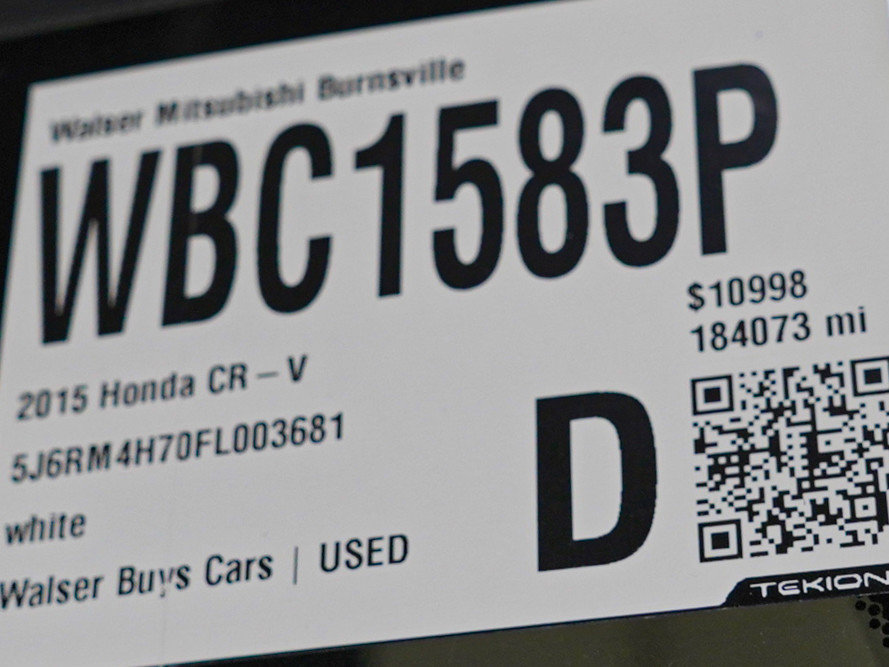 Walser Mitsubishi Burnsville
WBC1583P
$10998
184073 mi
2015 Honda CR – V
5J6RM4H70FL003681
D
white
Walser Buys Cars | USED
TEKION